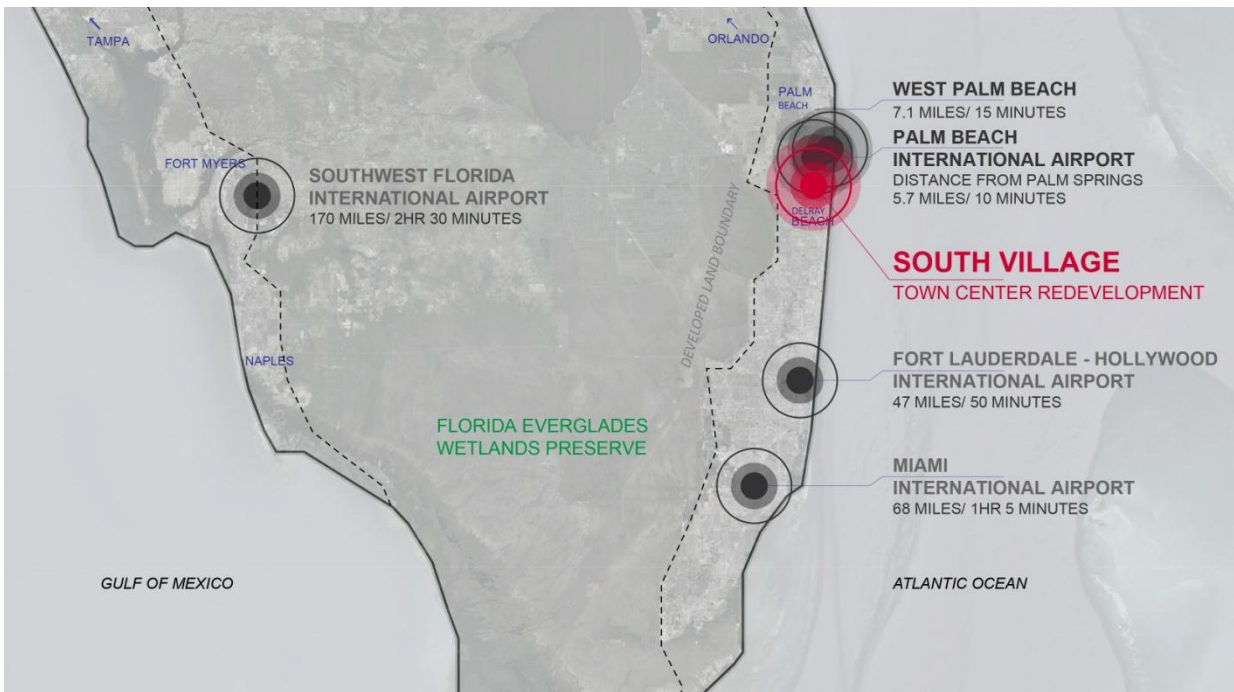 TAMPA
ORLANDO
PALM
BEACH
WEST PALM BEACH
7.1 MILES/ 15 MINUTES
PALM BEACH
INTERNATIONAL AIRPORT
DISTANCE FROM PALM SPRINGS
5.7 MILES/ 10 MINUTES
FORT MYERS
SOUTHWEST FLORIDA
INTERNATIONAL AIRPORT
170 MILES/ 2HR 30 MINUTES
DELRAY
BEACH
DEVELOPED LAND BOUNDARY
SOUTH VILLAGE
TOWN CENTER REDEVELOPMENT
NAPLES
FORT LAUDERDALE - HOLLYWOOD
INTERNATIONAL AIRPORT
47 MILES/ 50 MINUTES
FLORIDA EVERGLADES
WETLANDS PRESERVE
MIAMI
INTERNATIONAL AIRPORT
68 MILES/ 1HR 5 MINUTES
GULF OF MEXICO
ATLANTIC OCEAN